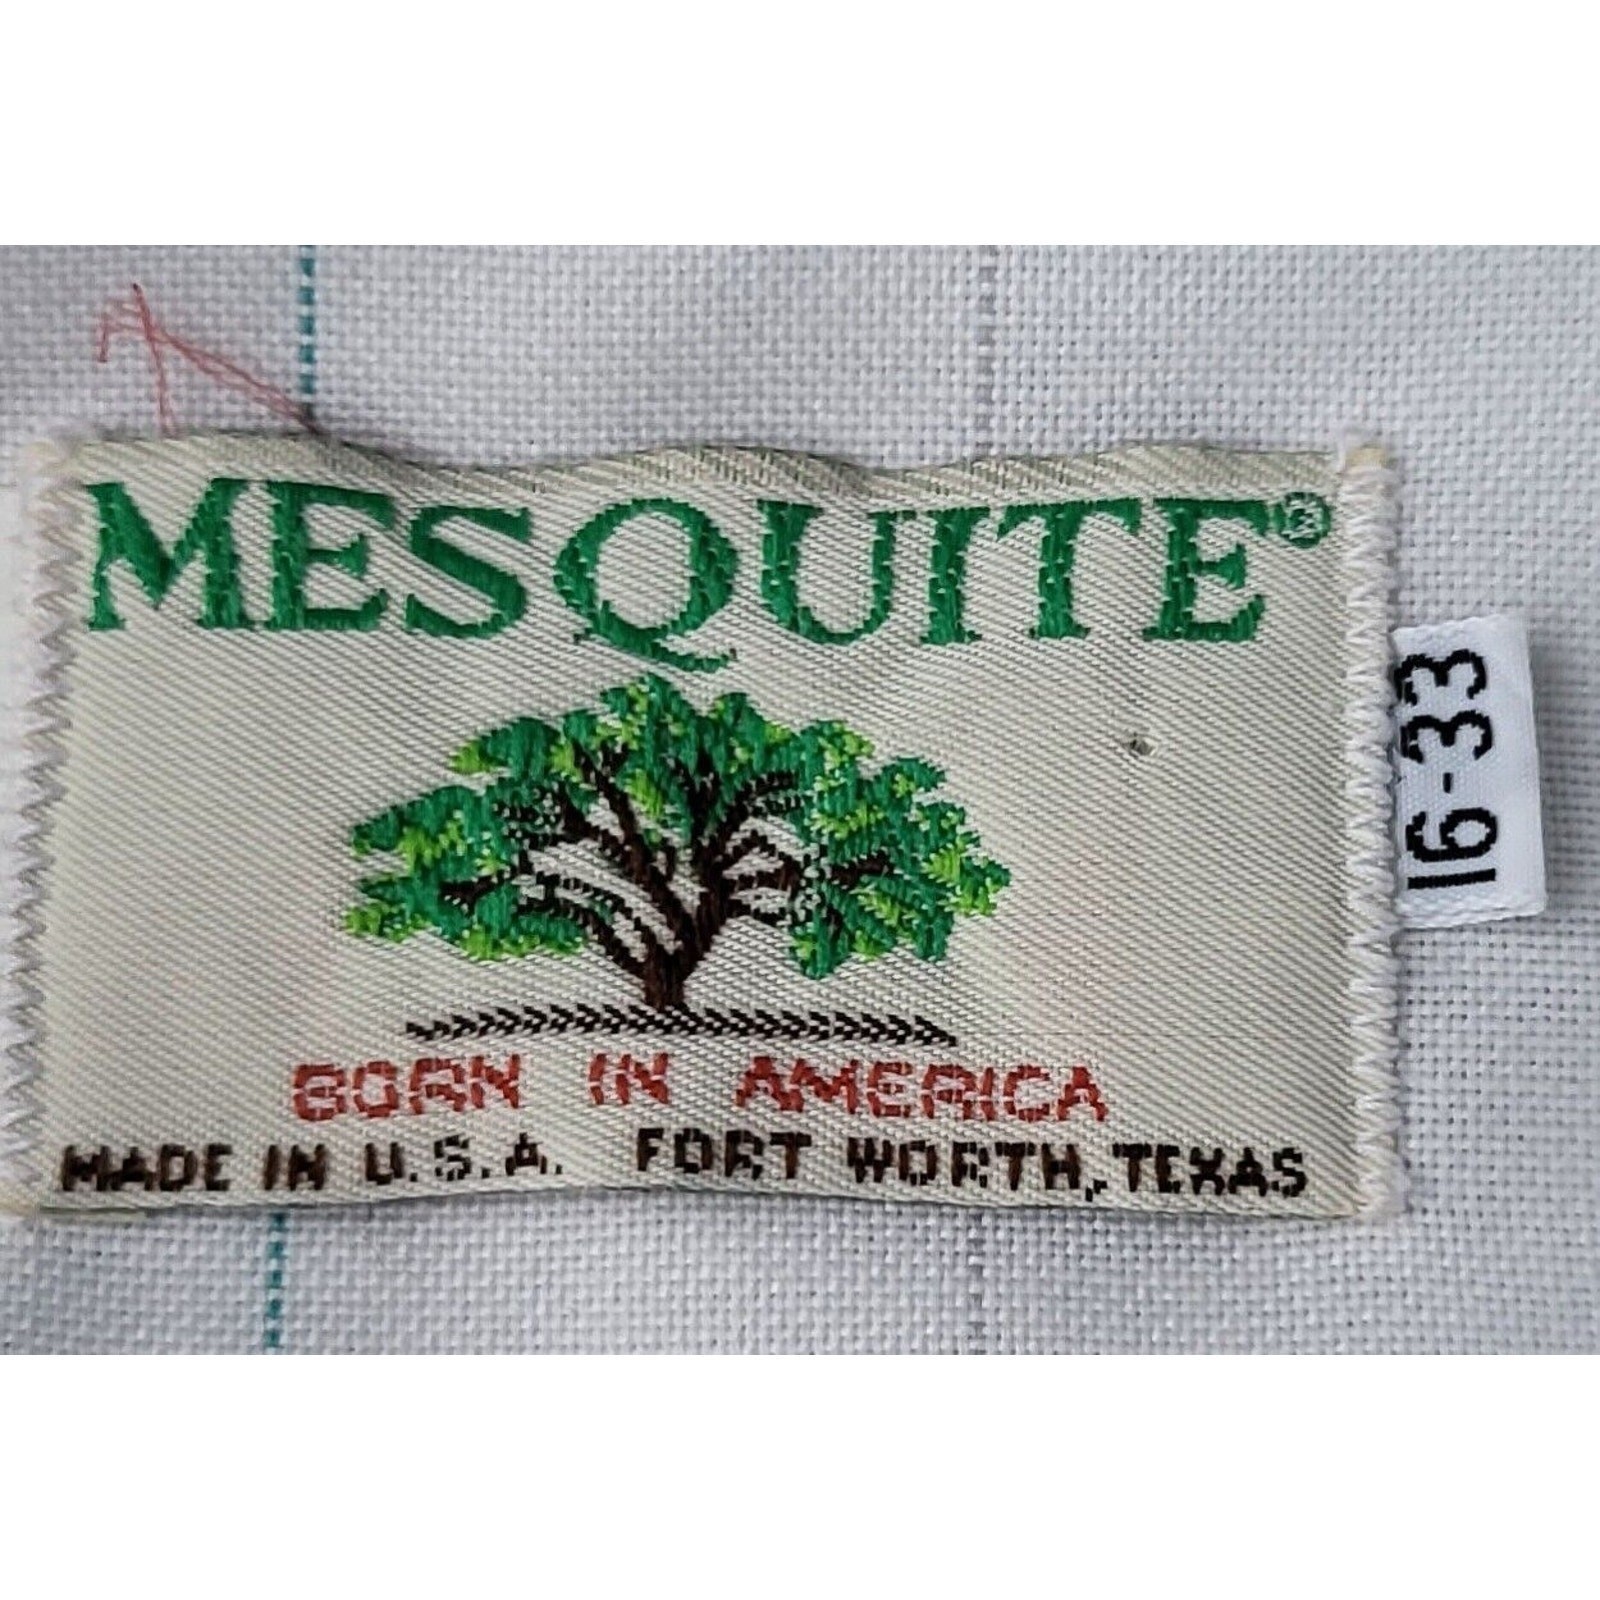 MESQUITE®
16-33
BORN IN AMERICA
MADE IN U.S.A. FORT WORTH, TEXAS